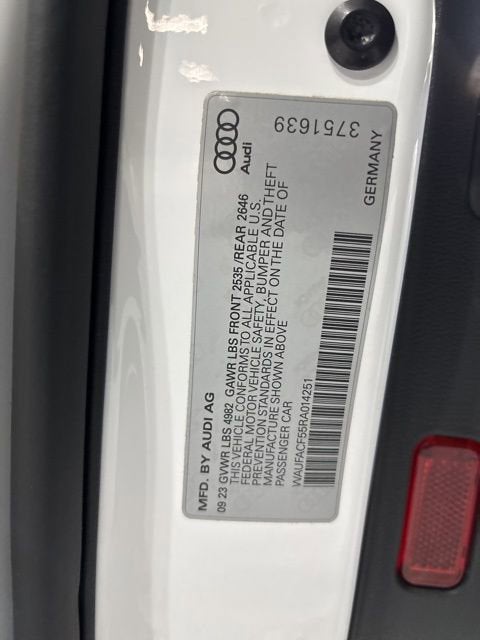 MFD. BY AUDI AG
Audi
09 23 GVWR LBS 4982 GAWR LBS FRONT 2535 /REAR 2646
THIS VEHICLE CONFORMS TO ALL APPLICABLE U.S.
FEDERAL MOTOR VEHICLE SAFETY, BUMPER AND THEFT
PREVENTION STANDARDS IN EFFECT ON THE DATE OF
MANUFACTURE SHOWN ABOVE
PASSENGER CAR
WAUFACF55RA014251
GERMANY
3751639